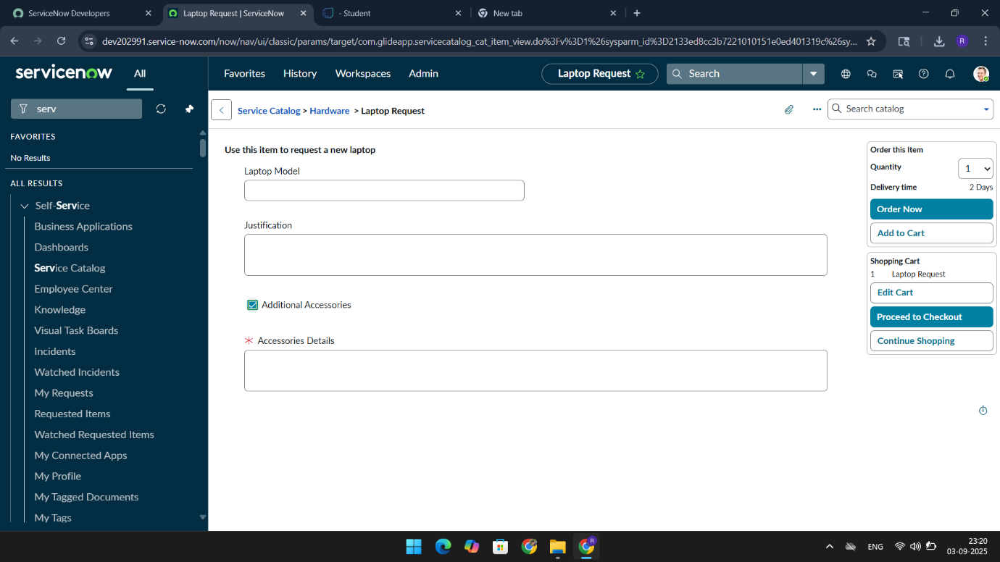 ServiceNow Developers
Laptop Request | ServiceNow
- Student
New tab
dev202991.service-now.com/now/nav/ui/classic/params/target/com.glideapp.servicecatalog_cat_item_view.do%3Fv%3D1%26sysparm_id%3D2133ed8cc3b7221010151e0ed401319c%26sy...
R
servicenow
All
Favorites
History
Workspaces
Admin
Laptop Request
Search
serv
FAVORITES
No Results
ALL RESULTS
Self-Service
Business Applications
Dashboards
Service Catalog
Employee Center
Knowledge
Visual Task Boards
Incidents
Watched Incidents
My Requests
Requested Items
Watched Requested Items
My Connected Apps
My Profile
My Tagged Documents
My Tags
Service Catalog > Hardware > Laptop Request
Search catalog
Use this item to request a new laptop
Laptop Model
Justification
Additional Accessories
* Accessories Details
Order this Item
Quantity 1
Delivery time 2 Days
Order Now
Add to Cart
Shopping Cart
1 Laptop Request
Edit Cart
Proceed to Checkout
Continue Shopping
R
ENG
23:20
03-09-2025